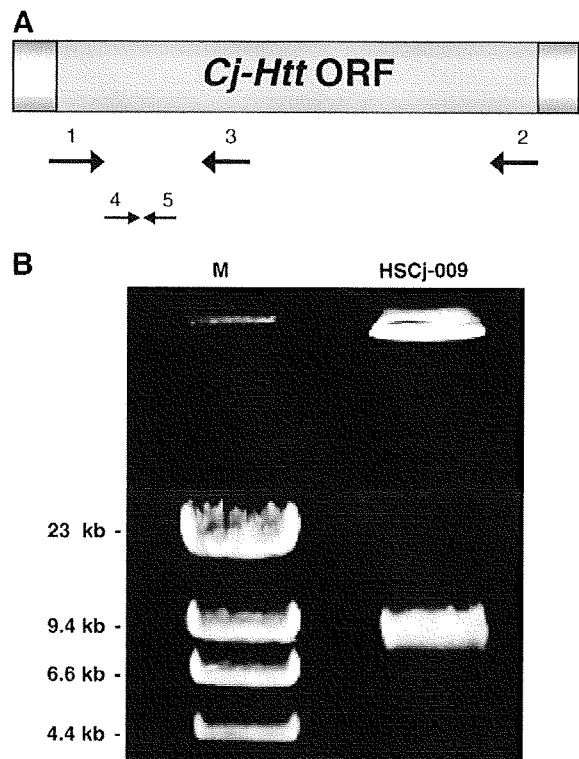 A
Cj-Htt ORF
1 3 2
4 5
B
M HSCj-009
23 kb -
9.4 kb -
6.6 kb -
4.4 kb -